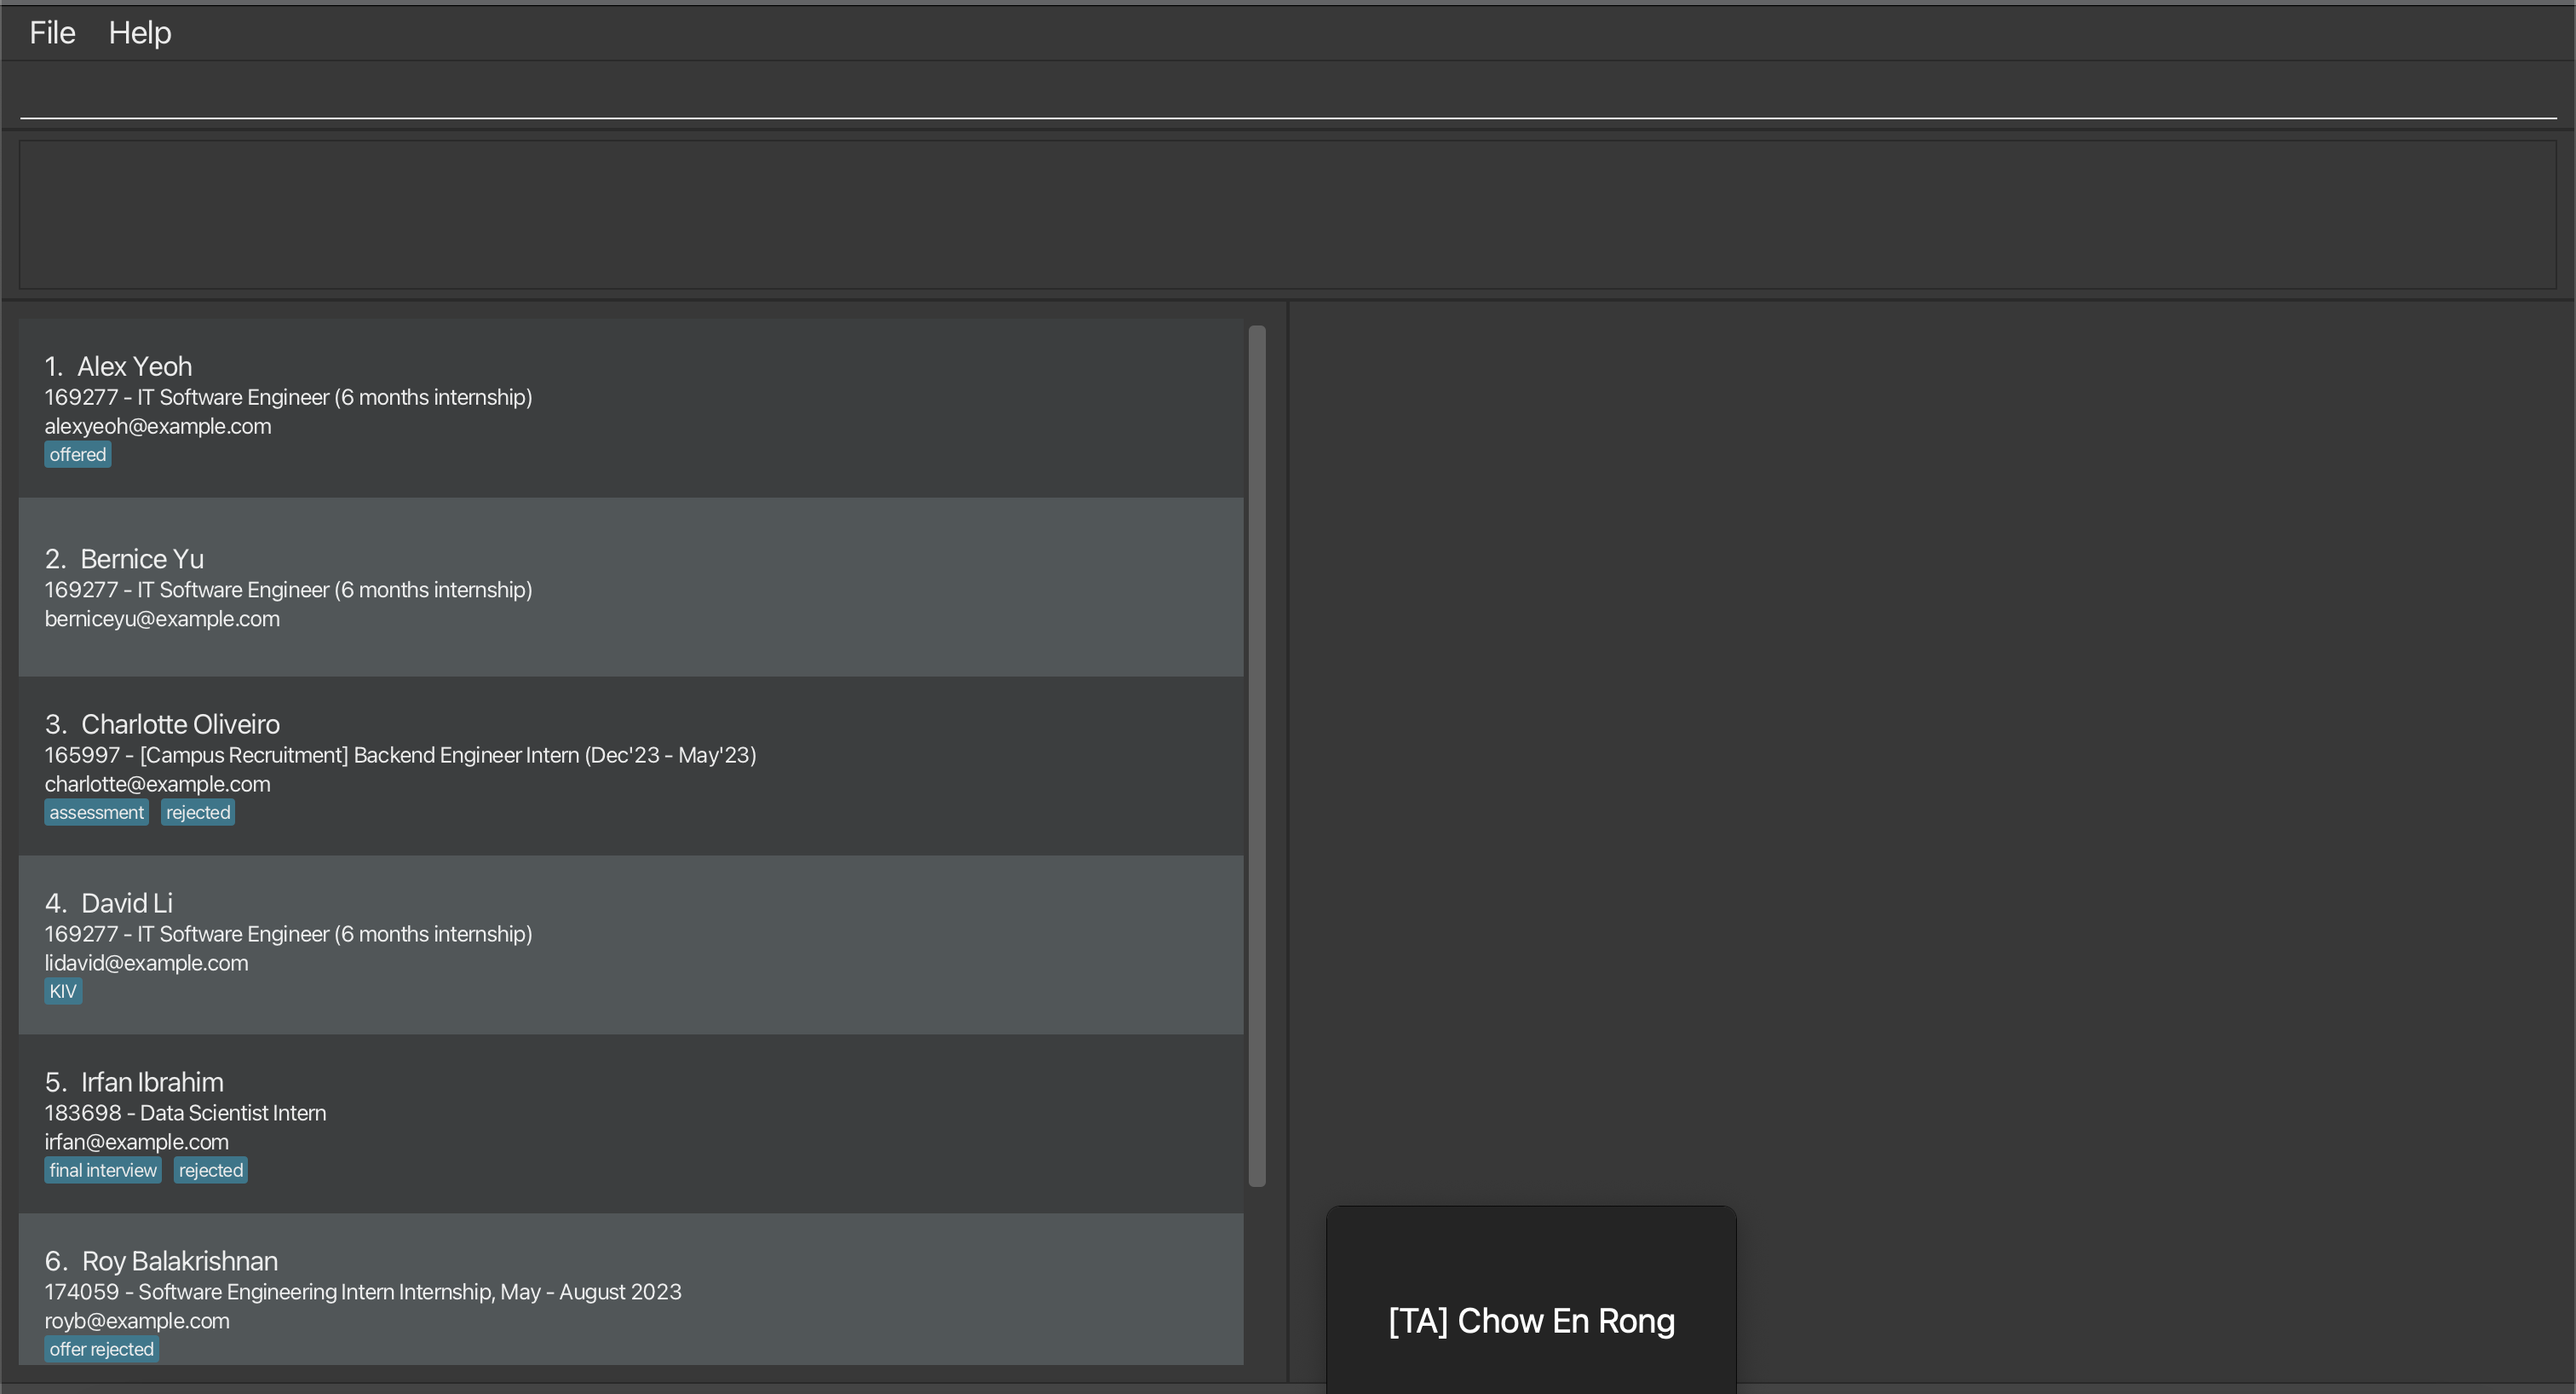 File Help
1. Alex Yeoh
169277 - IT Software Engineer (6 months internship)
alexyeoh@example.com
offered
2. Bernice Yu
169277 - IT Software Engineer (6 months internship)
berniceyu@example.com
3. Charlotte Oliveiro
165997 - [Campus Recruitment] Backend Engineer Intern (Dec'23 - May'23)
charlotte@example.com
assessment rejected
4. David Li
169277 - IT Software Engineer (6 months internship)
lidavid@example.com
KIV
5. Irfan Ibrahim
183698 - Data Scientist Intern
irfan@example.com
final interview rejected
6. Roy Balakrishnan
174059 - Software Engineering Intern Internship, May - August 2023
royb@example.com
offer rejected
[TA] Chow En Rong